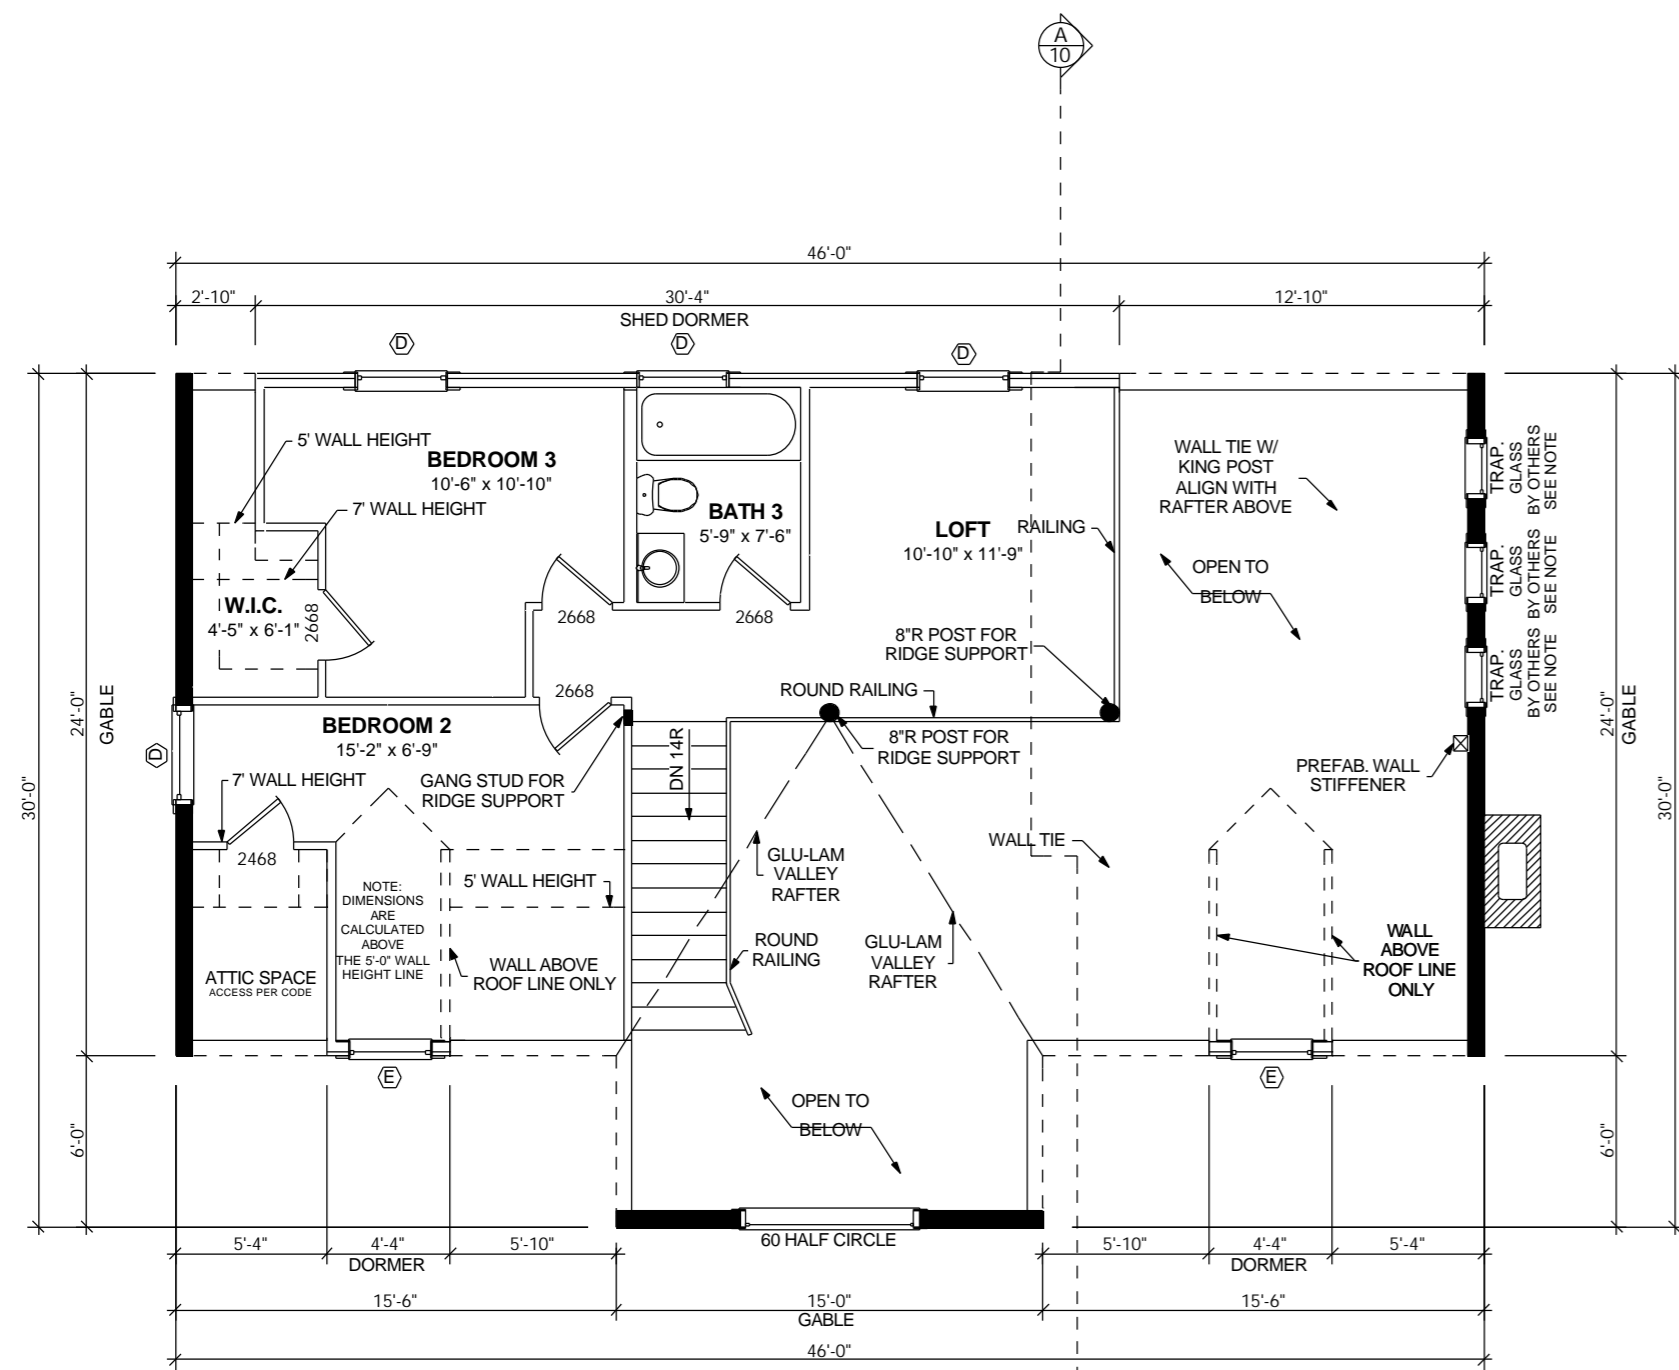 A
10
46'-0"
2'-10"
30'-4"
12'-10"
SHED DORMER
D
D
D
5' WALL HEIGHT
BEDROOM 3
10'-6" x 10'-10"
7' WALL HEIGHT
BATH 3
5'-9" x 7'-6"
LOFT
10'-10" x 11'-9"
RAILING
WALL TIE W/
KING POST
ALIGN WITH
RAFTER ABOVE
OPEN TO
BELOW
TRAP.
GLASS
BY OTHERS
SEE NOTE
TRAP.
GLASS
BY OTHERS
SEE NOTE
TRAP.
GLASS
BY OTHERS
SEE NOTE
W.I.C.
4'-5" x 6'-1"
2668
2668
2668
2668
8"R POST FOR
RIDGE SUPPORT
ROUND RAILING
8"R POST FOR
RIDGE SUPPORT
30'-0"
24'-0"
GABLE
D
BEDROOM 2
15'-2" x 6'-9"
7' WALL HEIGHT
GANG STUD FOR
RIDGE SUPPORT
DN 14R
PREFAB. WALL
STIFFENER
24'-0"
GABLE
30'-0"
2468
NOTE:
DIMENSIONS
ARE
CALCULATED
ABOVE
THE 5'-0" WALL
HEIGHT LINE
5' WALL HEIGHT
GLU-LAM
VALLEY
RAFTER
WALL TIE
ATTIC SPACE
ACCESS PER CODE
WALL ABOVE
ROOF LINE ONLY
ROUND
RAILING
GLU-LAM
VALLEY
RAFTER
WALL
ABOVE
ROOF LINE
ONLY
E
E
OPEN TO
BELOW
6'-0"
6'-0"
60 HALF CIRCLE
5'-4"
4'-4"
5'-10"
5'-10"
4'-4"
5'-4"
DORMER
DORMER
15'-6"
15'-0"
15'-6"
GABLE
46'-0"